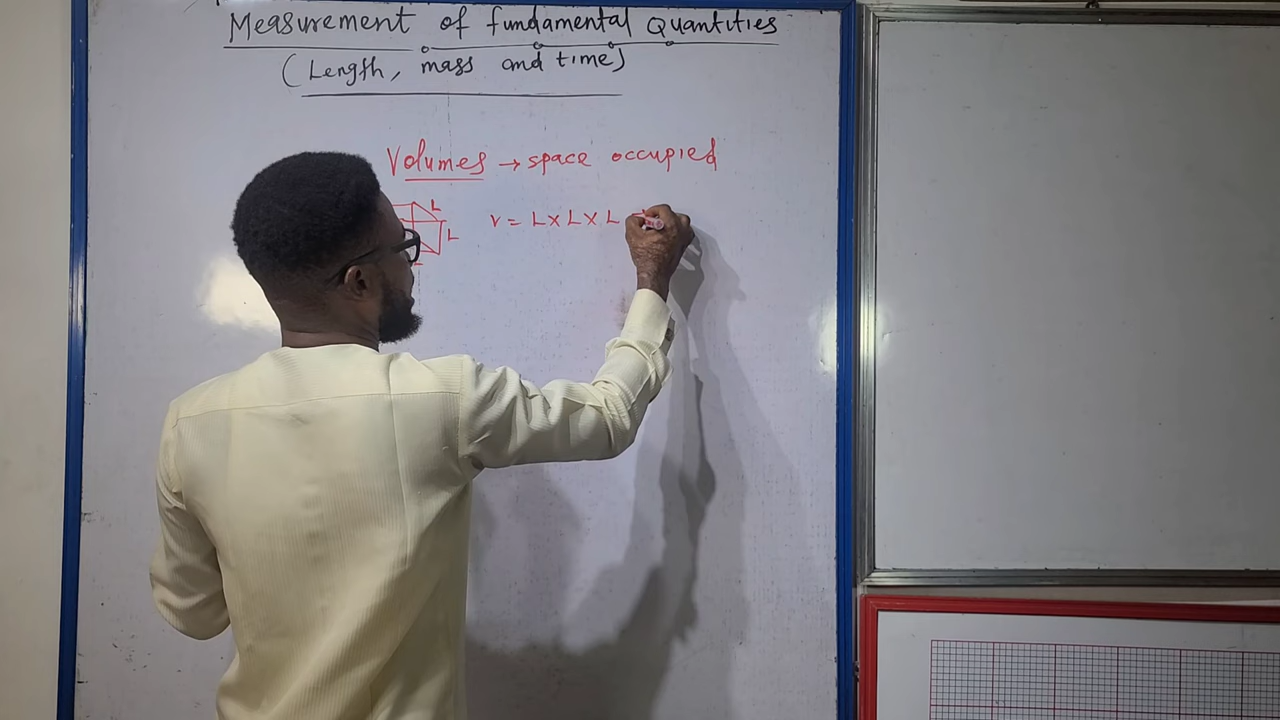 Measurement of fundamental Quantities
(Length, mass and time)
Volumes → space occupied
L
V = L × L × L
L